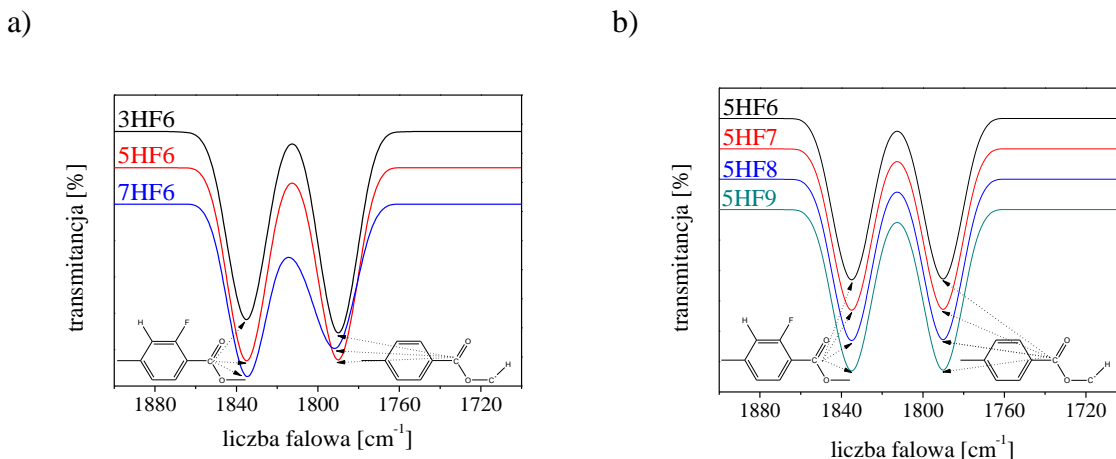 a)
3HF6
5HF6
7HF6
transmitancja [%]
H
F
O
C
O
O
C
O
C
H
1880 1840 1800 1760 1720
liczba falowa [cm-1]
b)
5HF6
5HF7
5HF8
5HF9
transmitancja [%]
H
F
O
C
O
O
C
O
C
H
1880 1840 1800 1760 1720
liczba falowa [cm-1]